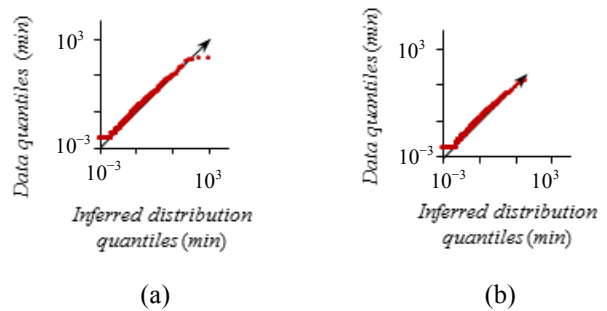 Data quantiles (min)
10³
10⁻³
10⁻³
10³
Inferred distribution
quantiles (min)
(a)
Data quantiles (min)
10³
10⁻³
10⁻³
10³
Inferred distribution
quantiles (min)
(b)